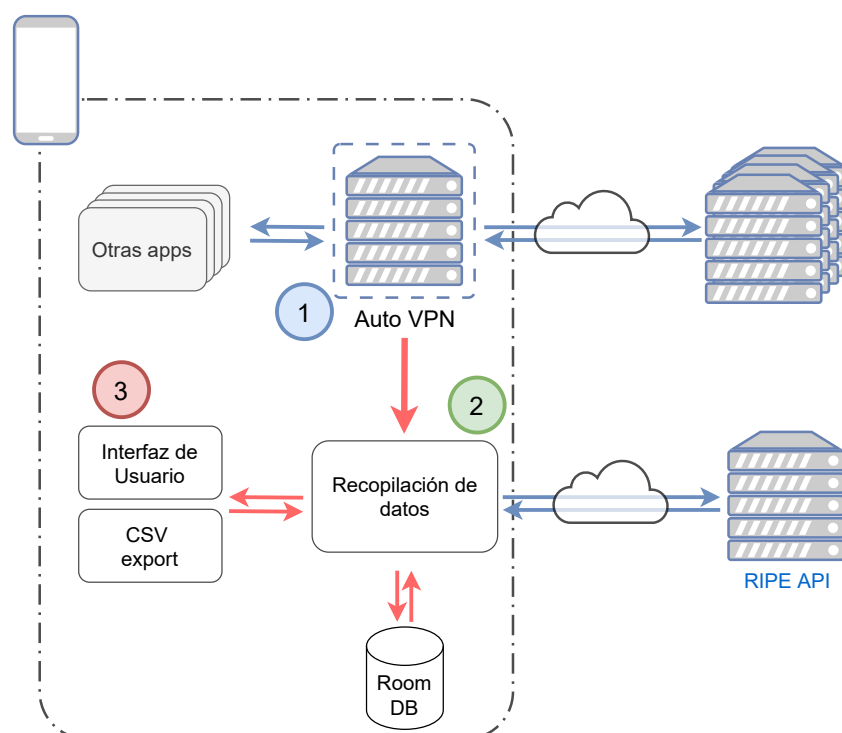 Otras apps
1
Auto VPN
3
2
Interfaz de
Usuario
Recopilación de
datos
CSV
export
RIPE API
Room
DB